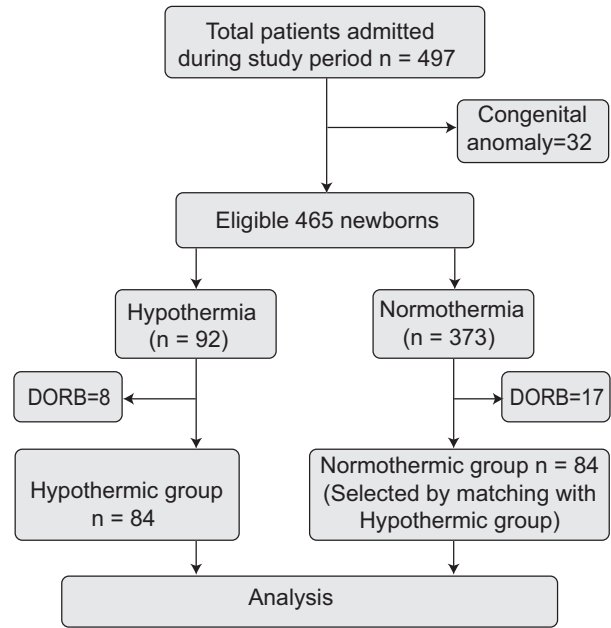 Total patients admitted
during study period n = 497
Congenital
anomaly=32
Eligible 465 newborns
Hypothermia
(n = 92)
Normothermia
(n = 373)
DORB=8
DORB=17
Hypothermic group
n = 84
Normothermic group n = 84
(Selected by matching with
Hypothermic group)
Analysis